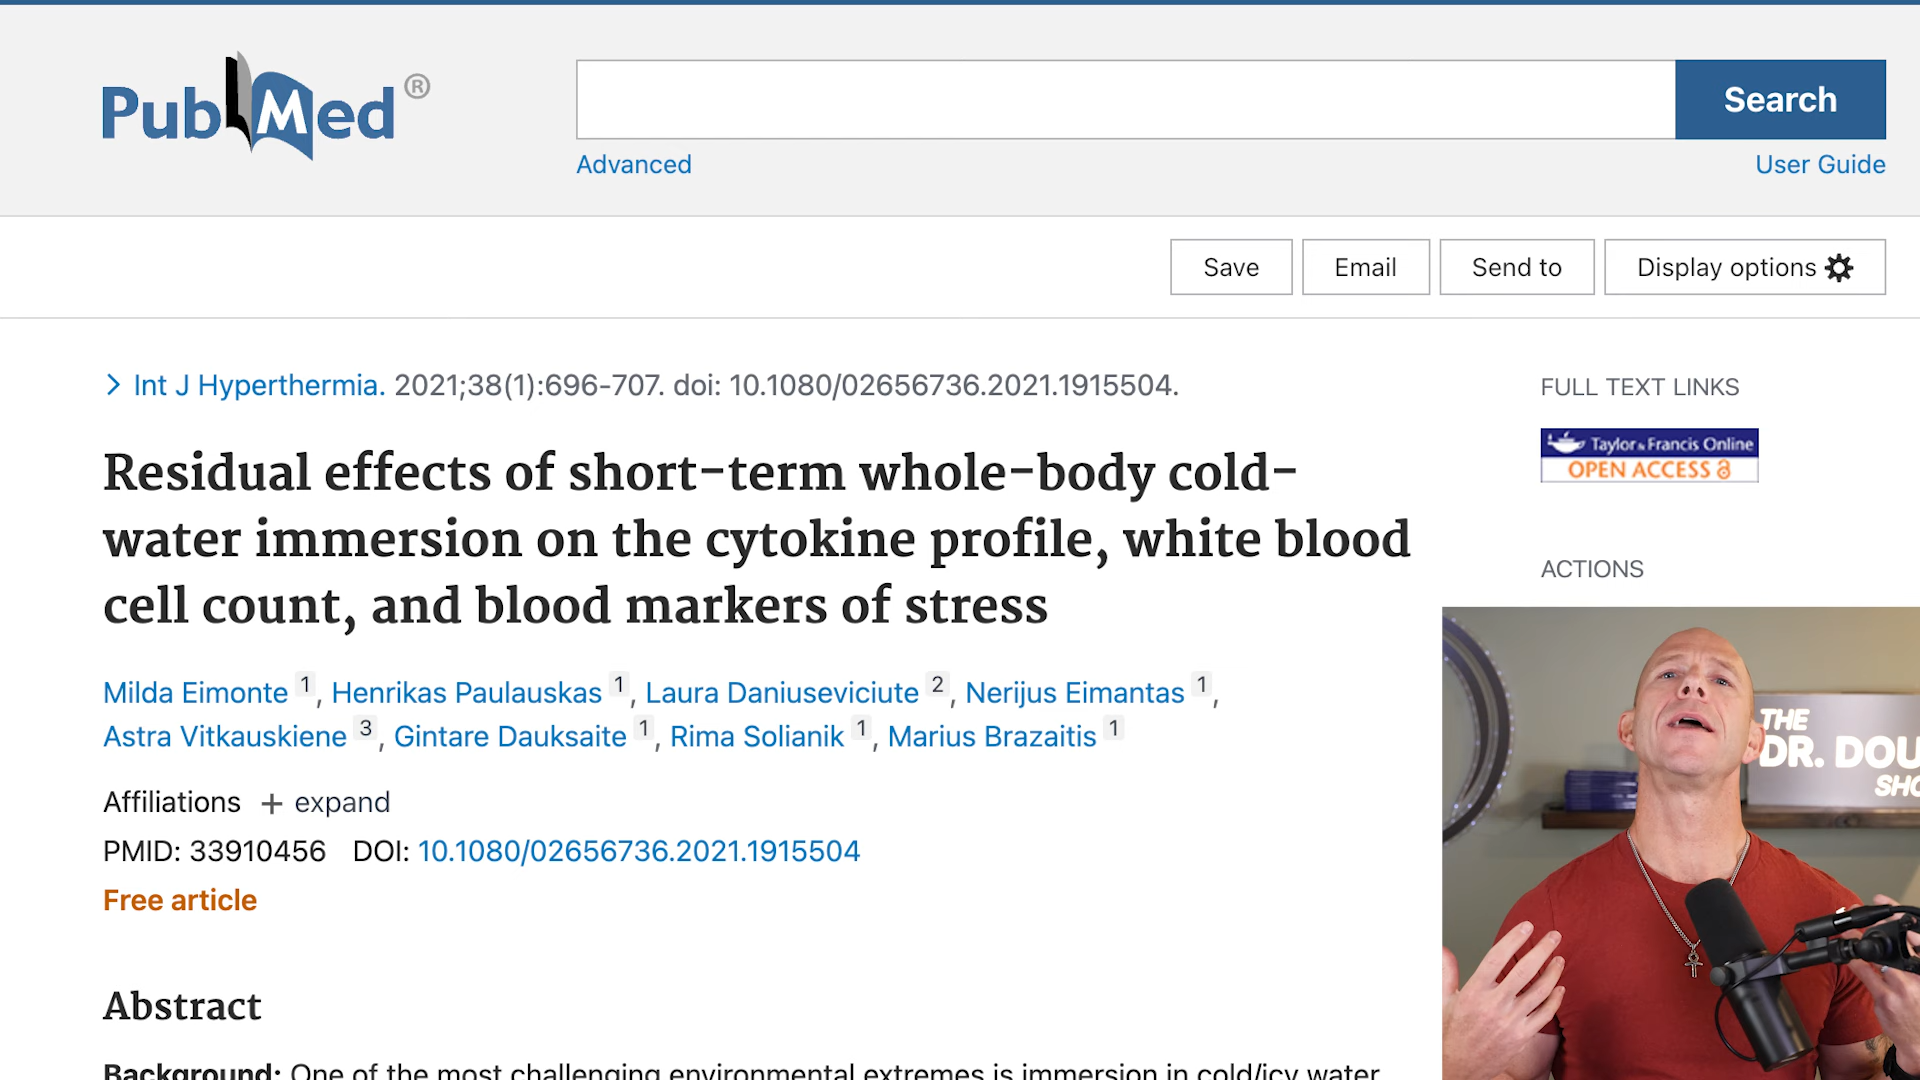 PubMed®
Search
Advanced
User Guide
Save
Email
Send to
Display options
Int J Hyperthermia. 2021;38(1):696-707. doi: 10.1080/02656736.2021.1915504.
Residual effects of short-term whole-body cold-
water immersion on the cytokine profile, white blood
cell count, and blood markers of stress
Milda Eimonte 1, Henrikas Paulauskas 1, Laura Daniuseviciute 2, Nerijus Eimantas 1,
Astra Vitkauskiene 3, Gintare Dauksaite 1, Rima Solianik 1, Marius Brazaitis 1
Affiliations + expand
PMID: 33910456 DOI: 10.1080/02656736.2021.1915504
Free article
Abstract
Background: One of the most challenging environmental extremes is immersion in cold/icy water
FULL TEXT LINKS
Taylor & Francis Online
OPEN ACCESS
ACTIONS
THE
DR. DOU
SHO